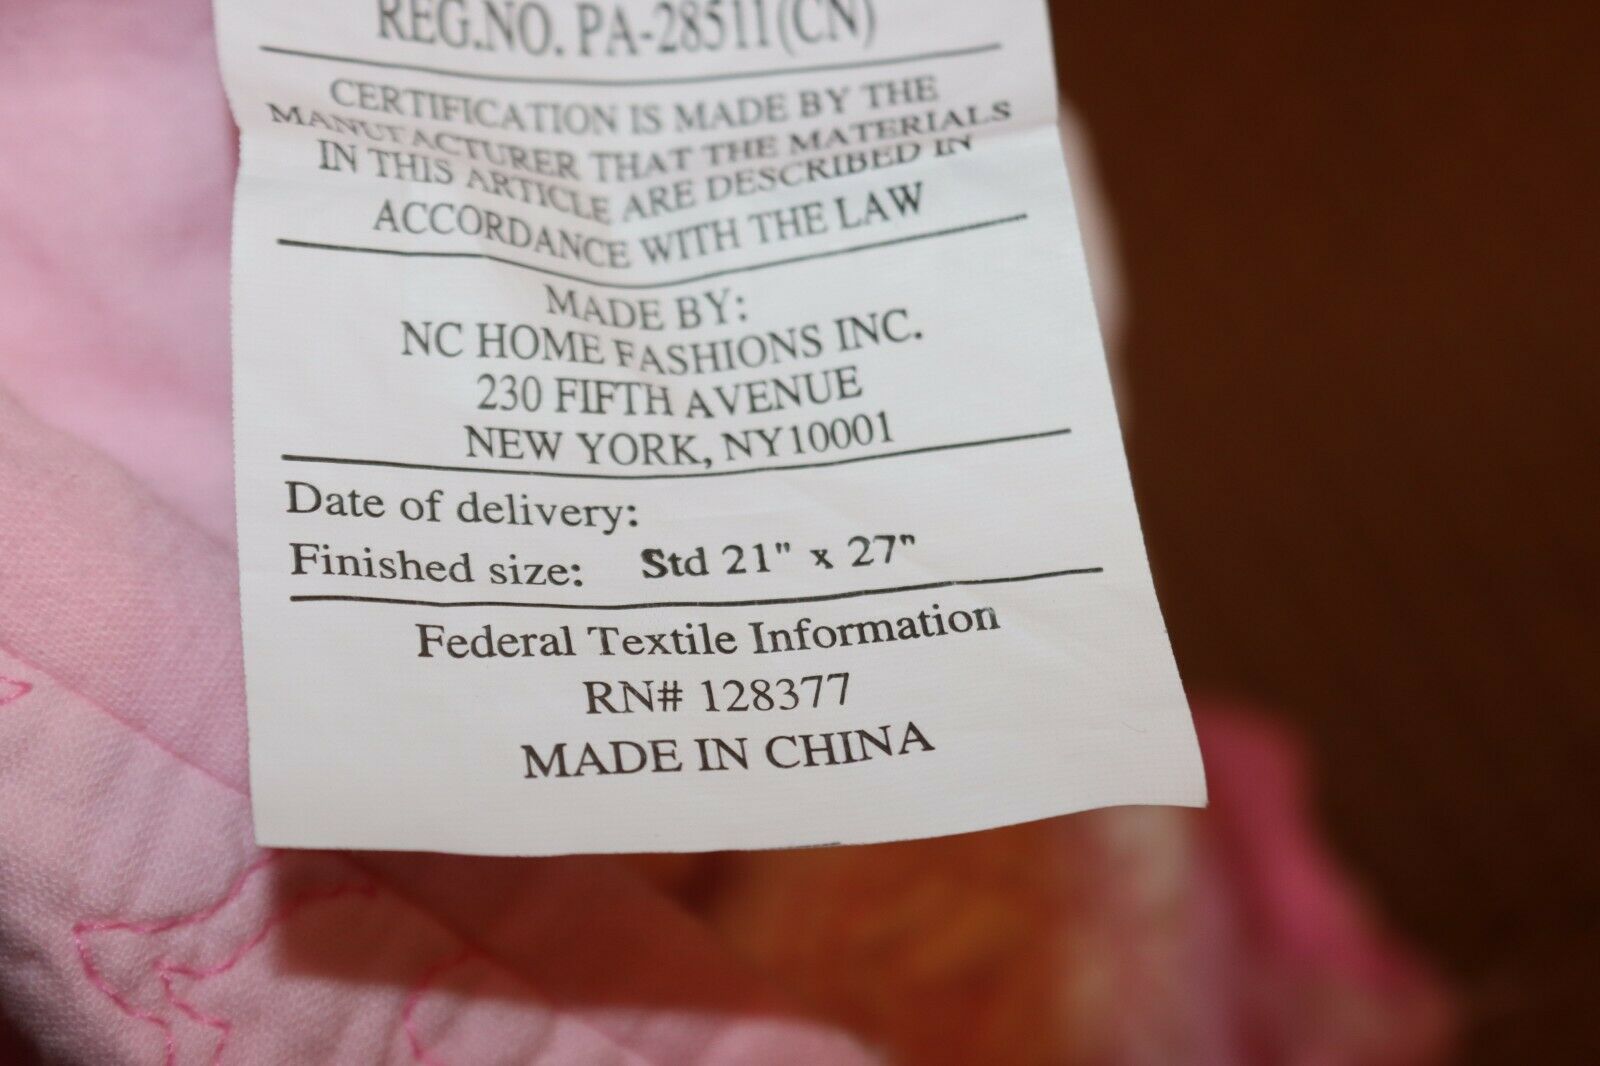 REG.NO. PA-28511(CN)
CERTIFICATION IS MADE BY THE
MANUTACTURER THAT THE MATERIALS
IN THIS ARTICLE ARE DESCRIBED IN
ACCORDANCE WITH THE LAW
MADE BY:
NC HOME FASHIONS INC.
230 FIFTH AVENUE
NEW YORK, NY10001
Date of delivery:
Finished size: Std 21" x 27"
Federal Textile Information
RN# 128377
MADE IN CHINA